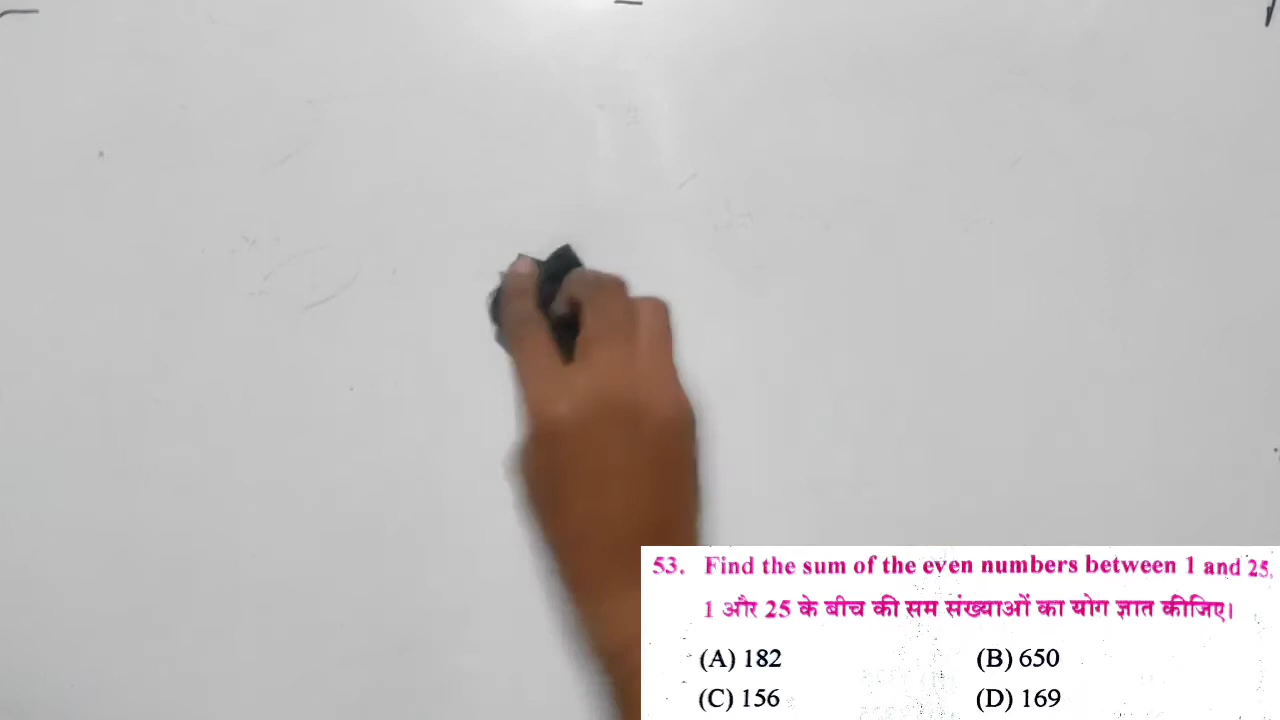 53. Find the sum of the even numbers between 1 and 25.
1 और 25 के बीच की सम संख्याओं का योग ज्ञात कीजिए।
(A) 182 (B) 650
(C) 156 (D) 169